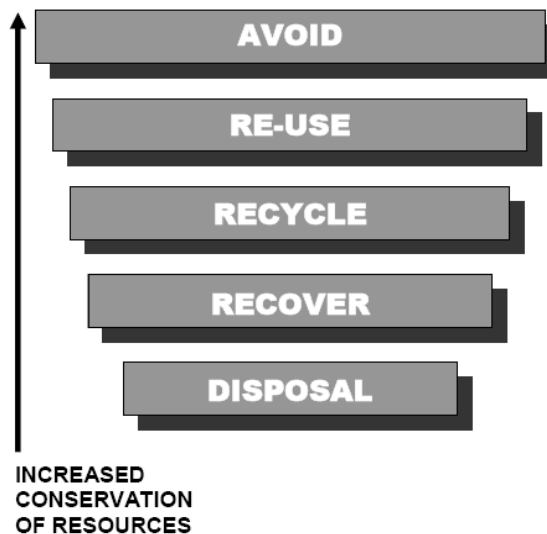 AVOID
RE-USE
RECYCLE
RECOVER
DISPOSAL
INCREASED
CONSERVATION
OF RESOURCES